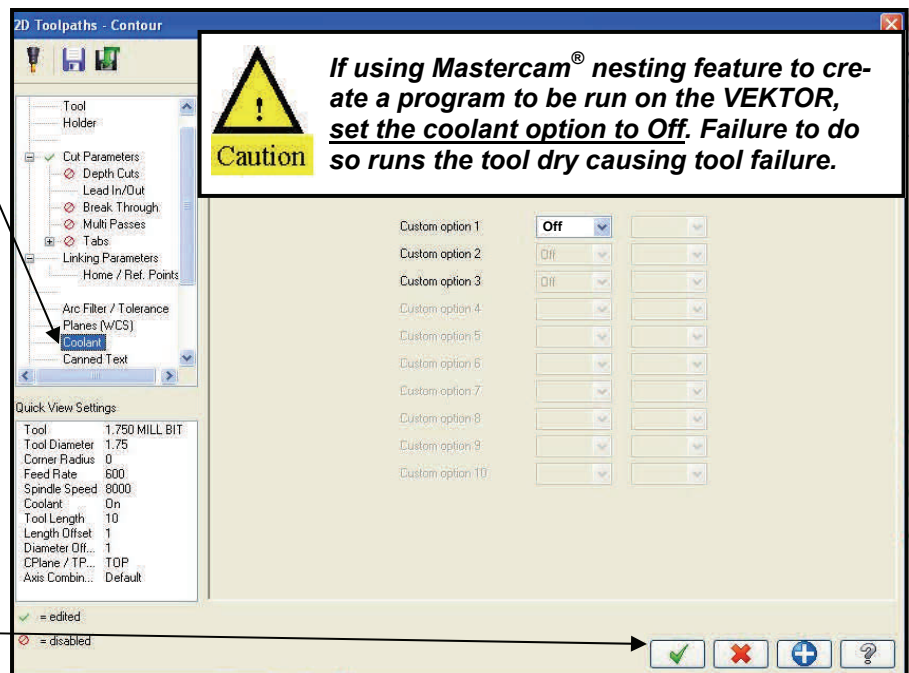 2D Toolpaths - Contour
If using Mastercam® nesting feature to cre-
ate a program to be run on the VEKTOR,
set the coolant option to Off. Failure to do
so runs the tool dry causing tool failure.
!
Caution
Tool
Holder
Cut Parameters
Depth Cuts
Lead In/Out
Break Through
Multi Passes
Tabs
Linking Parameters
Home / Ref. Points
Arc Filter / Tolerance
Planes (WCS)
Coolant
Canned Text
Custom option 1 Off
Custom option 2 Off
Custom option 3 Off
Custom option 4
Custom option 5
Custom option 6
Custom option 7
Custom option 8
Custom option 9
Custom option 10
Quick View Settings
Tool 1.750 MILL BIT
Tool Diameter 1.75
Corner Radius 0
Feed Rate 600
Spindle Speed 8000
Coolant On
Tool Length 10
Length Offset 1
Diameter Off... 1
CPlane / TP... TOP
Axis Combin... Default
= edited
= disabled